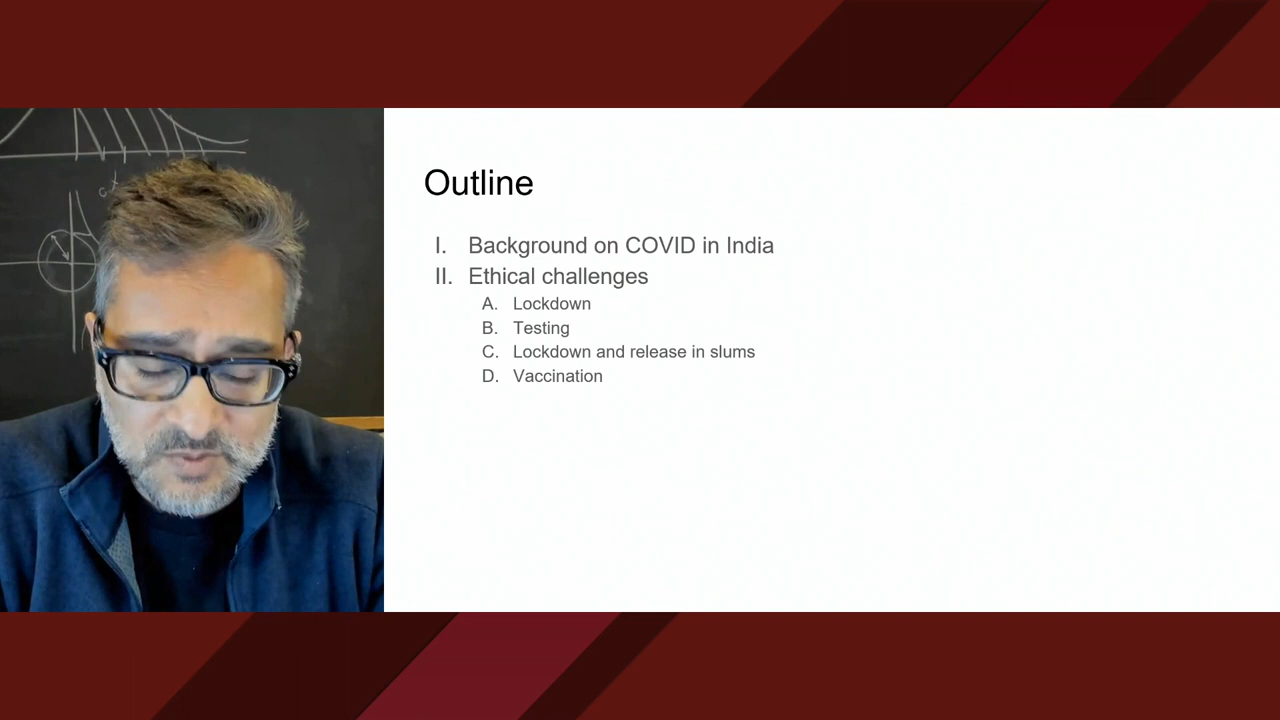 Outline
I. Background on COVID in India
II. Ethical challenges
A. Lockdown
B. Testing
C. Lockdown and release in slums
D. Vaccination